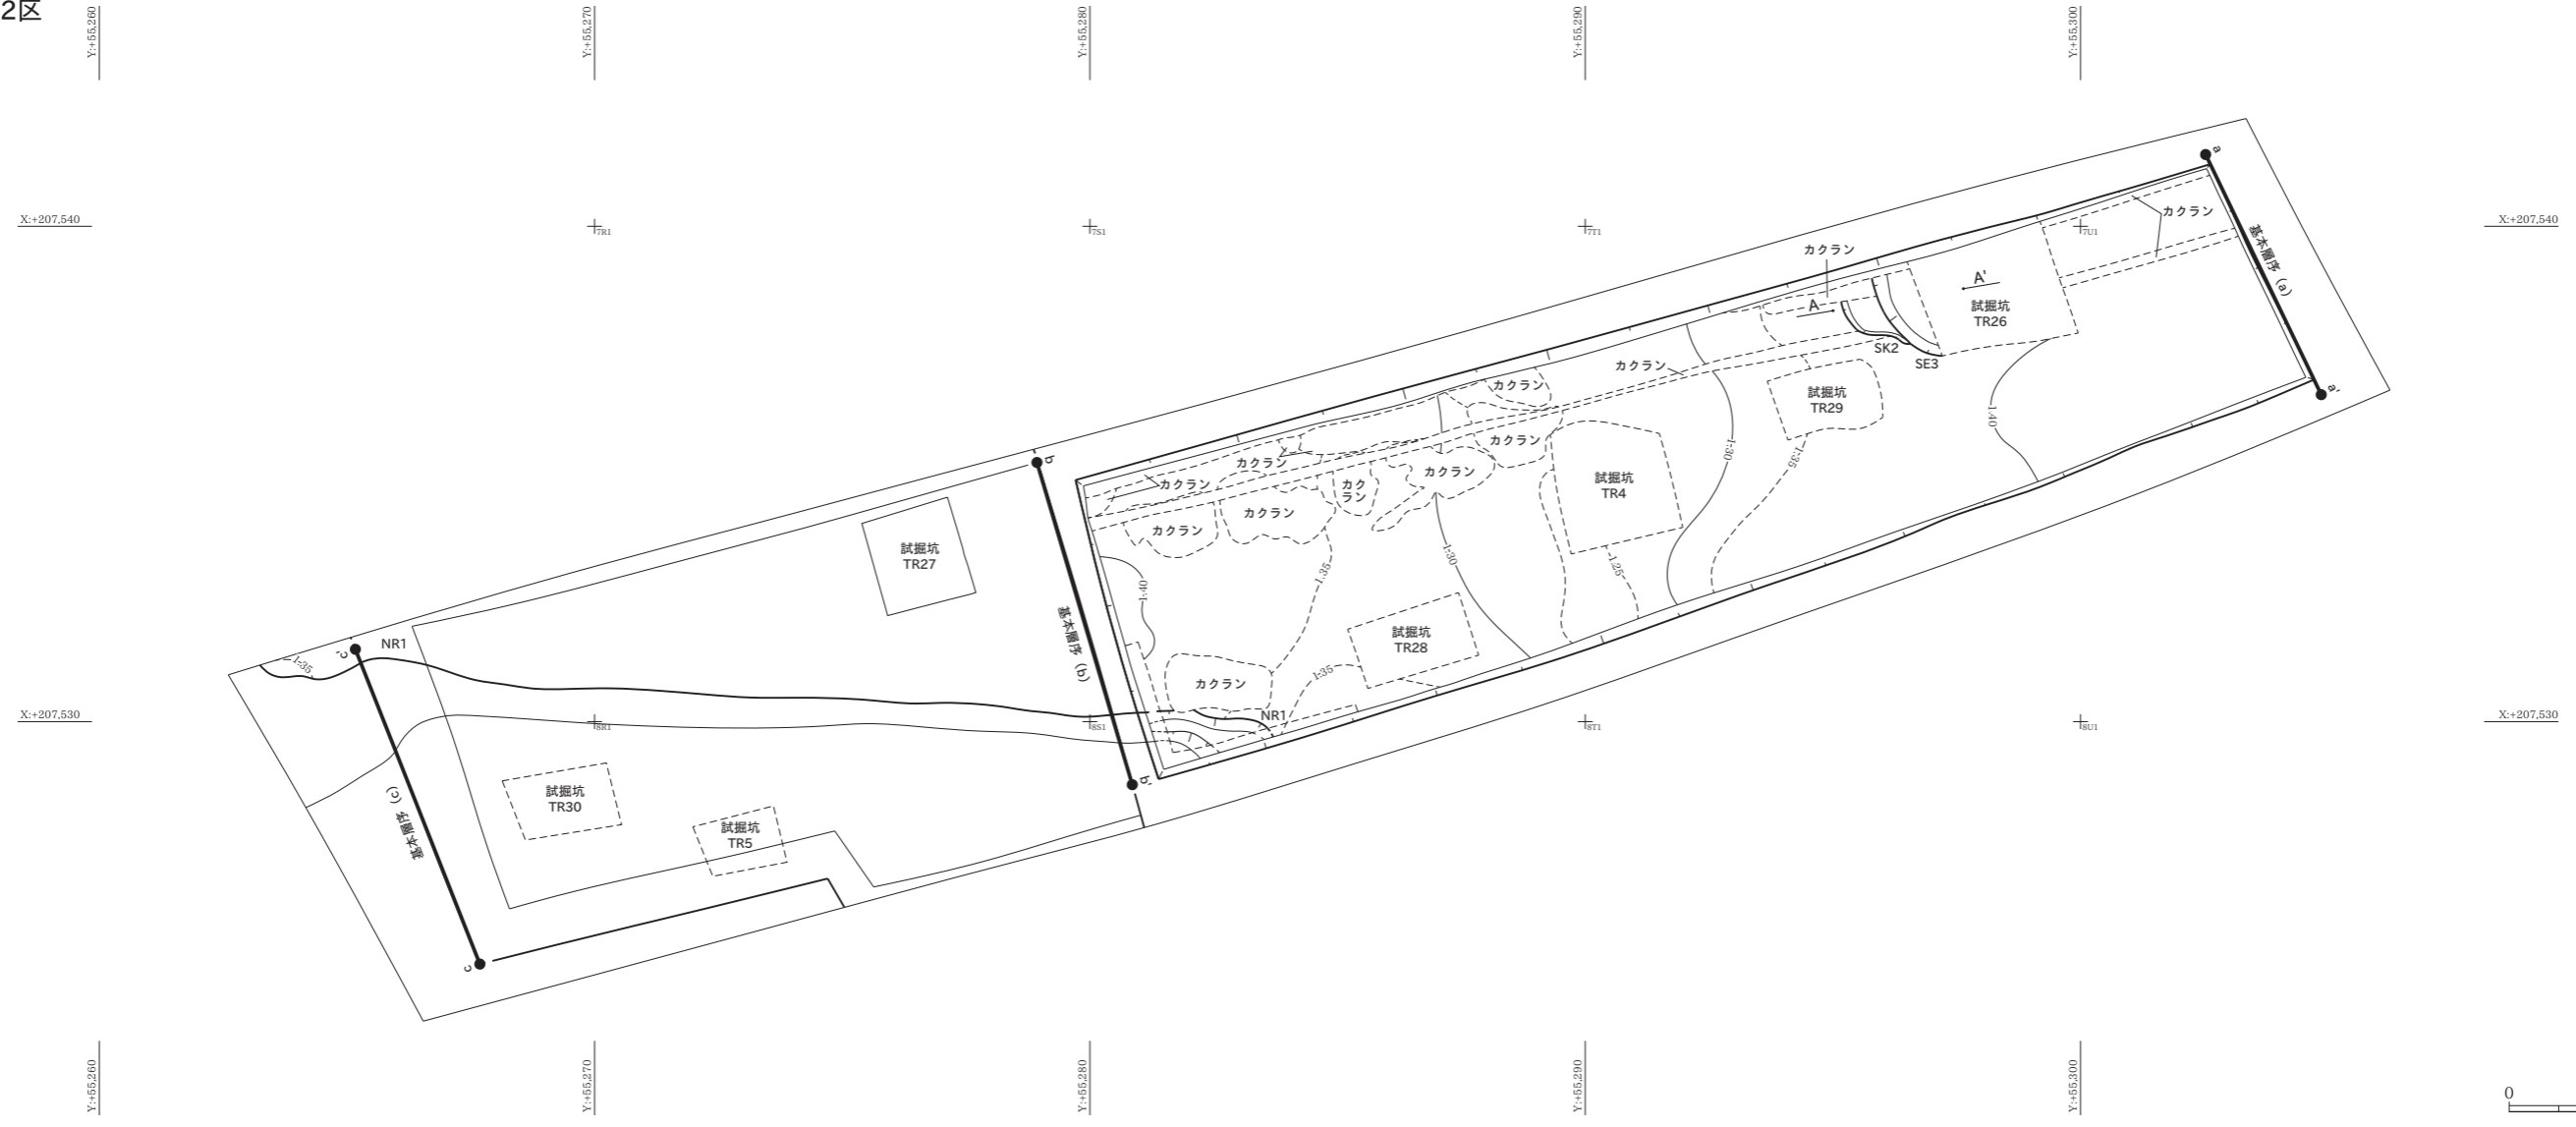 2区
Y:+55,260
Y:+55,270
Y:+55,280
Y:+55,290
Y:+55,300
X:+207,540
X:+207,540
7R1
7S1
7T1
7U1
a
カクラン
基本層序（a）
a'
カクラン
A
A'
試掘坑
TR26
SK2
SE3
カクラン
カクラン
試掘坑
TR29
1.40
カクラン
1.30
1.35
カクラン
カクラン
カクラン
カク
ラン
試掘坑
TR4
カクラン
カクラン
b
試掘坑
TR27
1.30
1.25
1.35
1.40
基本層序（b）
試掘坑
TR28
1.35
カクラン
NR1
c'
NR1
1.35
X:+207,530
X:+207,530
8R1
8S1
8T1
8U1
b'
試掘坑
TR30
試掘坑
TR5
基本層序（c）
c
Y:+55,260
Y:+55,270
Y:+55,280
Y:+55,290
Y:+55,300
0